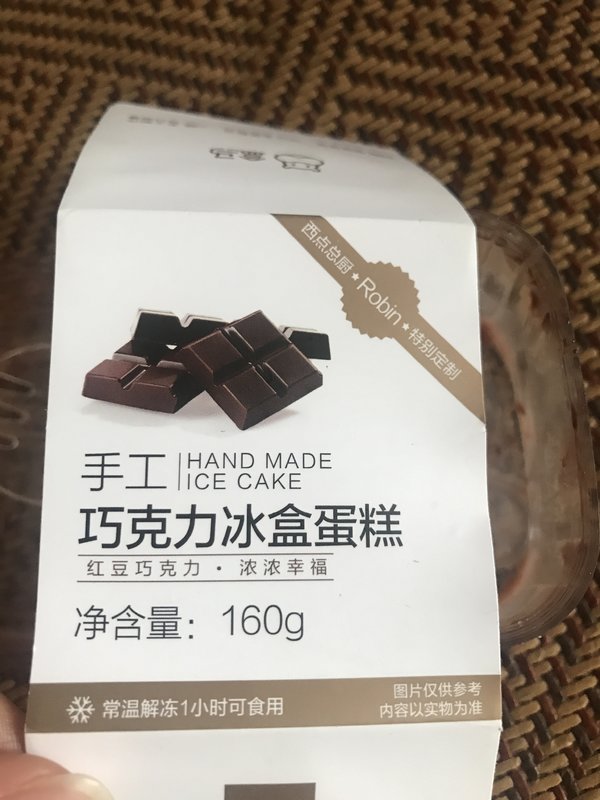 盒马
西点总厨★Robin★特别定制
手工
HAND MADE
ICE CAKE
巧克力冰盒蛋糕
红豆巧克力·浓浓幸福
净含量：160g
常温解冻1小时可食用
图片仅供参考
内容以实物为准